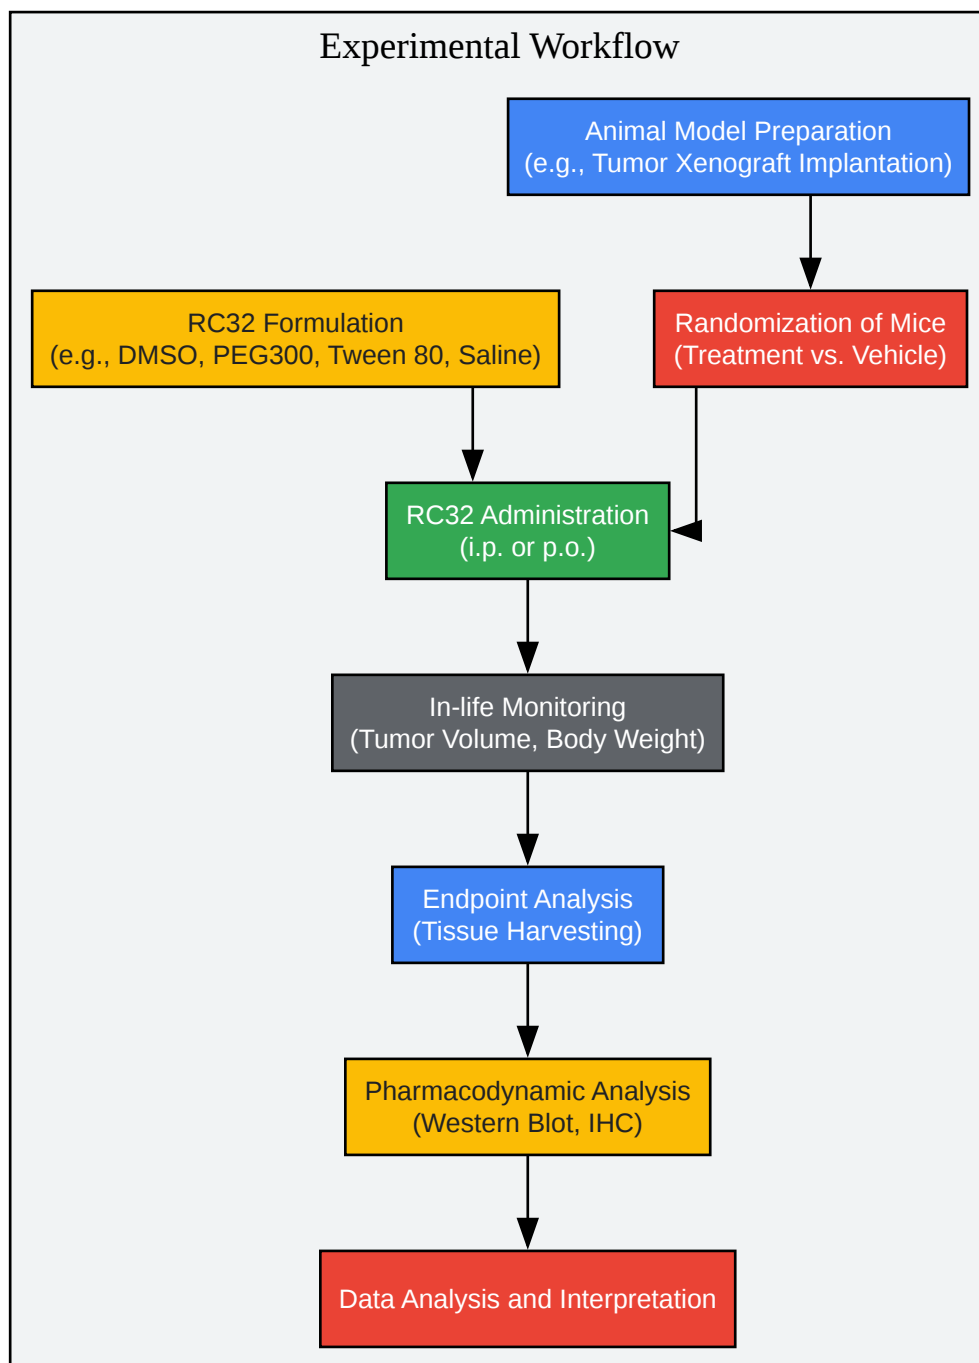 Experimental Workflow
Animal Model Preparation
(e.g., Tumor Xenograft Implantation)
RC32 Formulation
(e.g., DMSO, PEG300, Tween 80, Saline)
Randomization of Mice
(Treatment vs. Vehicle)
RC32 Administration
(i.p. or p.o.)
In-life Monitoring
(Tumor Volume, Body Weight)
Endpoint Analysis
(Tissue Harvesting)
Pharmacodynamic Analysis
(Western Blot, IHC)
Data Analysis and Interpretation